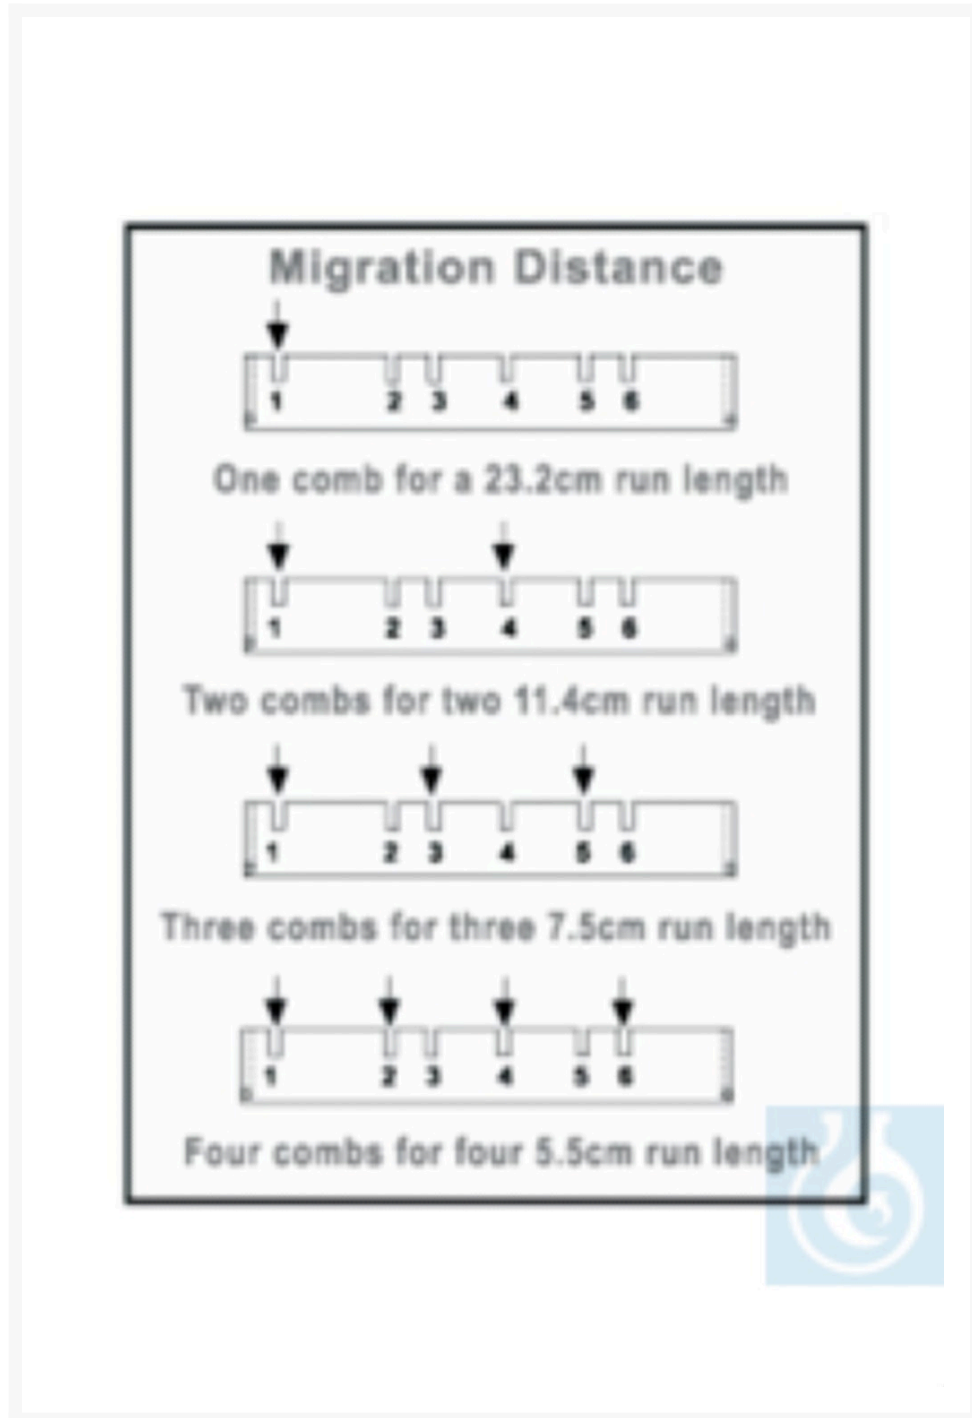 Migration Distance
1 2 3 4 5 6
One comb for a 23.2cm run length
1 2 3 4 5 6
Two combs for two 11.4cm run length
1 2 3 4 5 6
Three combs for three 7.5cm run length
1 2 3 4 5 6
Four combs for four 5.5cm run length